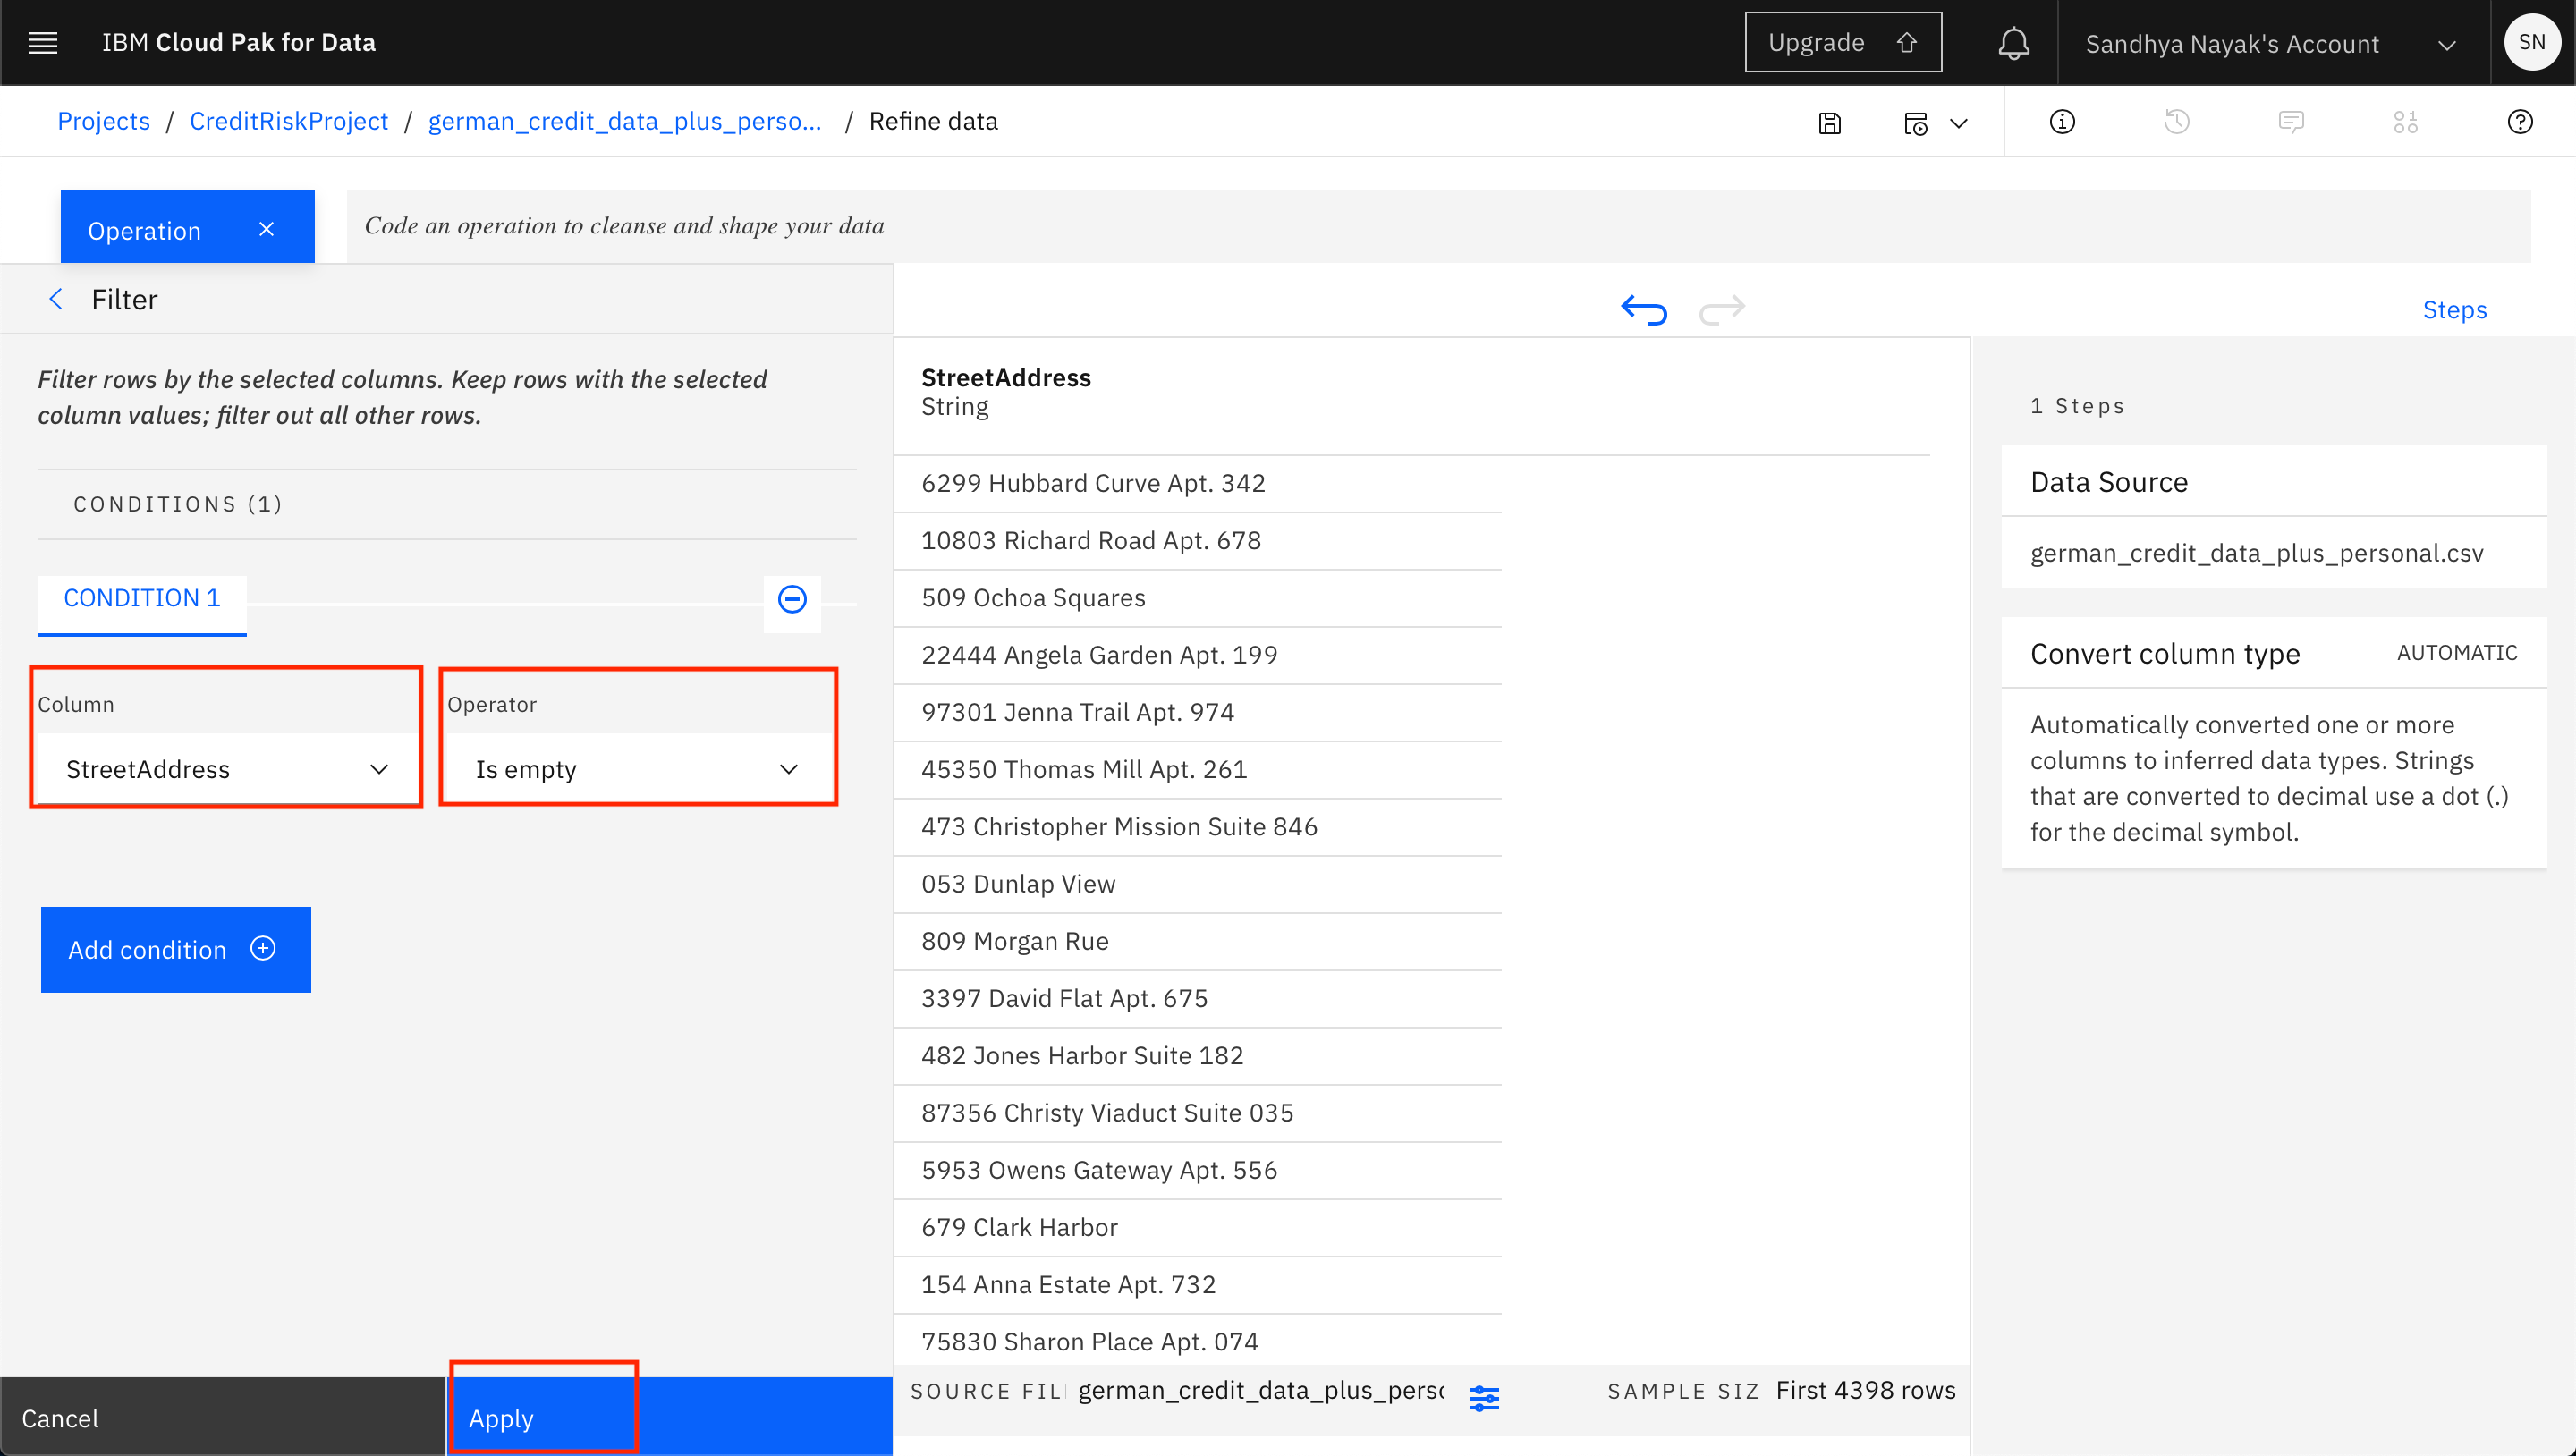 IBM Cloud Pak for Data
Upgrade
Sandhya Nayak's Account
SN
Projects / CreditRiskProject / german_credit_data_plus_perso... / Refine data
Operation
Code an operation to cleanse and shape your data
Filter
Steps
Filter rows by the selected columns. Keep rows with the selected
column values; filter out all other rows.
CONDITIONS (1)
CONDITION 1
Column
Operator
StreetAddress
Is empty
Add condition
Cancel
Apply
StreetAddress
String
6299 Hubbard Curve Apt. 342
10803 Richard Road Apt. 678
509 Ochoa Squares
22444 Angela Garden Apt. 199
97301 Jenna Trail Apt. 974
45350 Thomas Mill Apt. 261
473 Christopher Mission Suite 846
053 Dunlap View
809 Morgan Rue
3397 David Flat Apt. 675
482 Jones Harbor Suite 182
87356 Christy Viaduct Suite 035
5953 Owens Gateway Apt. 556
679 Clark Harbor
154 Anna Estate Apt. 732
75830 Sharon Place Apt. 074
SOURCE FIL german_credit_data_plus_perso
SAMPLE SIZ First 4398 rows
1 Steps
Data Source
german_credit_data_plus_personal.csv
Convert column type
AUTOMATIC
Automatically converted one or more
columns to inferred data types. Strings
that are converted to decimal use a dot (.)
for the decimal symbol.